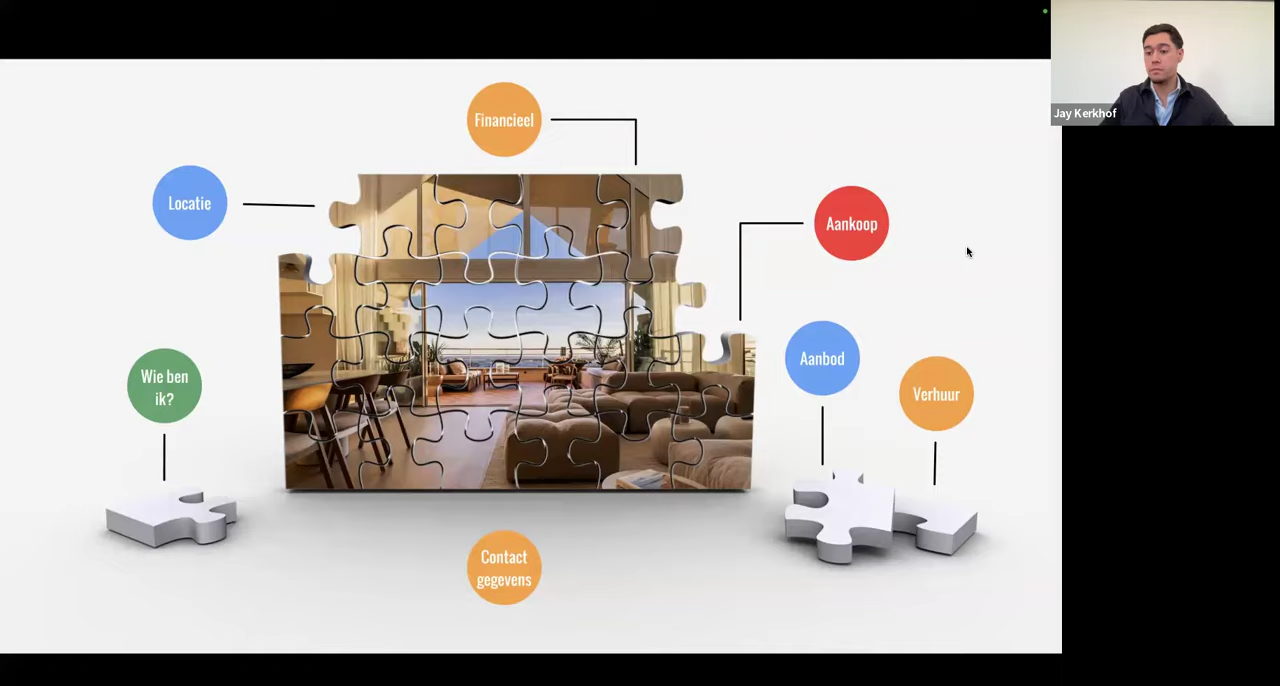 Financieel
Jay Kerkhof
Locatie
Aankoop
Aanbod
Wie ben
ik?
Verhuur
Contact
gegevens